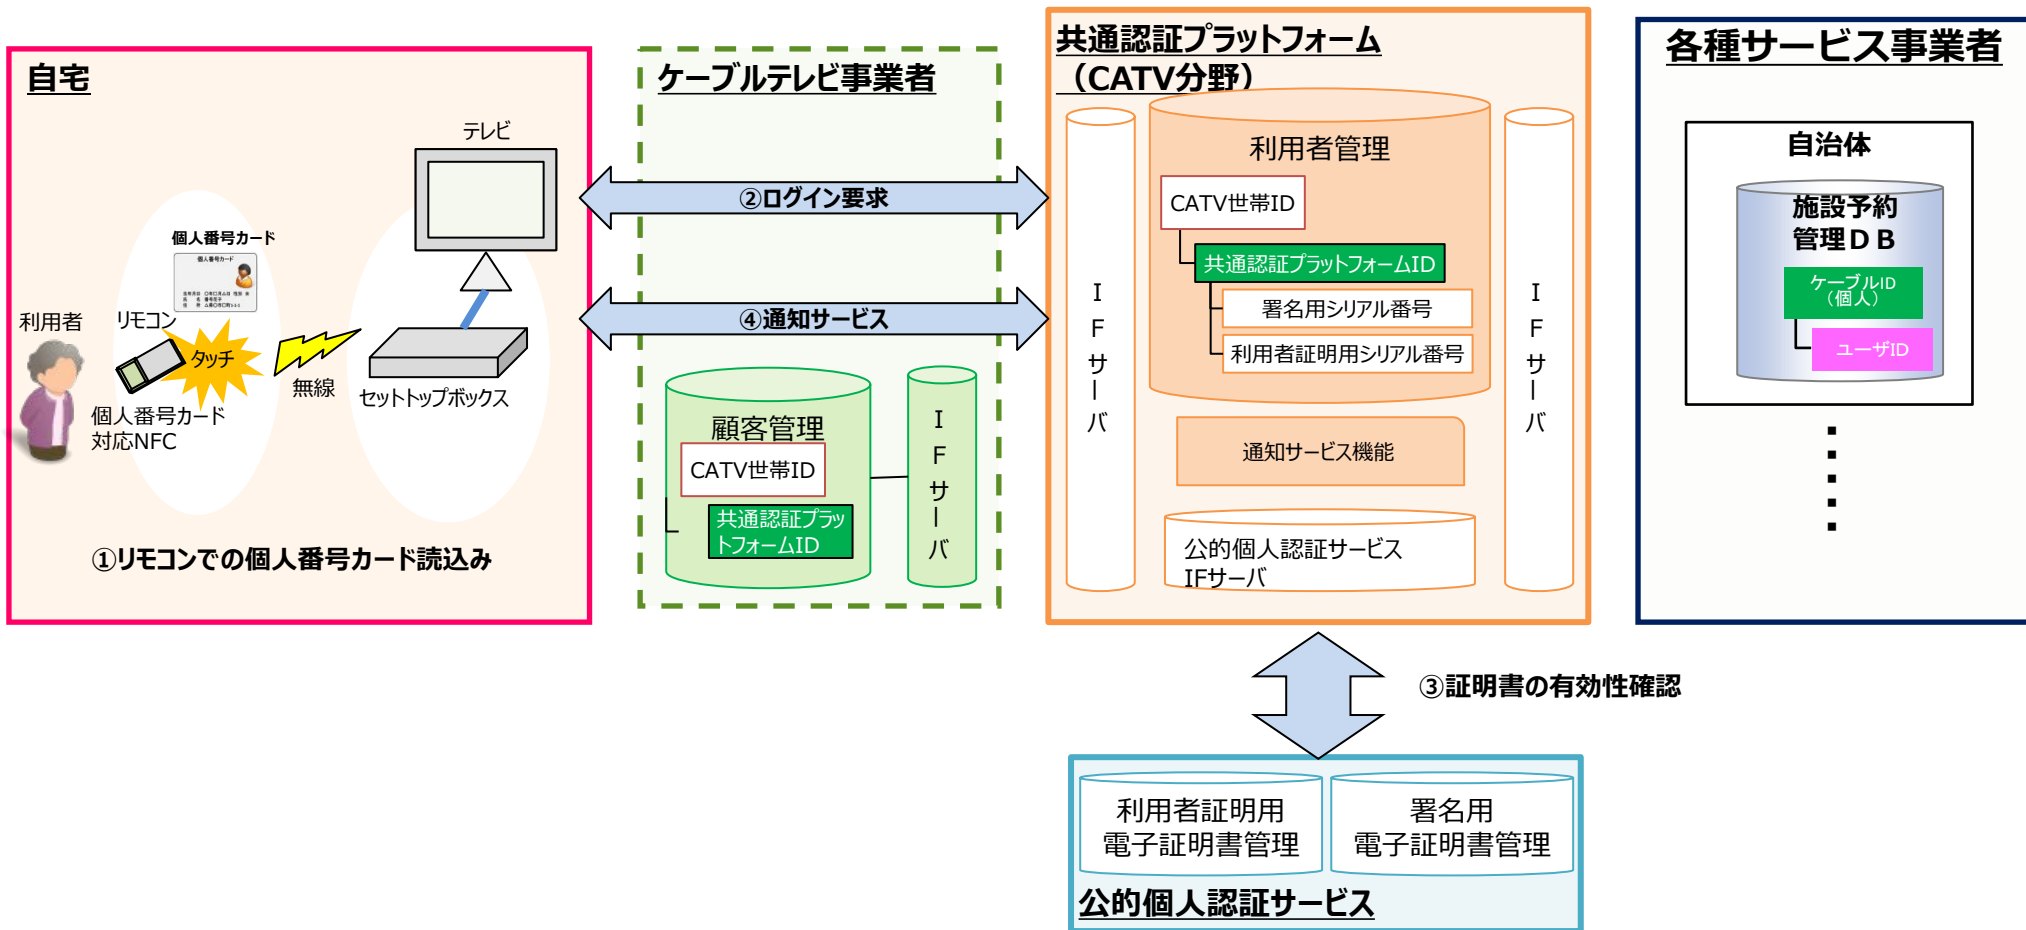 自宅
テレビ
個人番号カード
個人番号カード
利用者
リモコン
タッチ
無線
セットトップボックス
個人番号カード
対応NFC
①リモコンでの個人番号カード読込み
ケーブルテレビ事業者
②ログイン要求
④通知サービス
顧客管理
CATV世帯ID
共通認証プラッ
トフォームID
IFサーバ
共通認証プラットフォーム
（CATV分野）
IFサーバ
利用者管理
CATV世帯ID
共通認証プラットフォームID
署名用シリアル番号
利用者証明用シリアル番号
通知サービス機能
公的個人認証サービス
IFサーバ
IFサーバ
各種サービス事業者
自治体
施設予約
管理ＤＢ
ケーブルID
（個人）
ユーザID
③証明書の有効性確認
利用者証明用
電子証明書管理
署名用
電子証明書管理
公的個人認証サービス